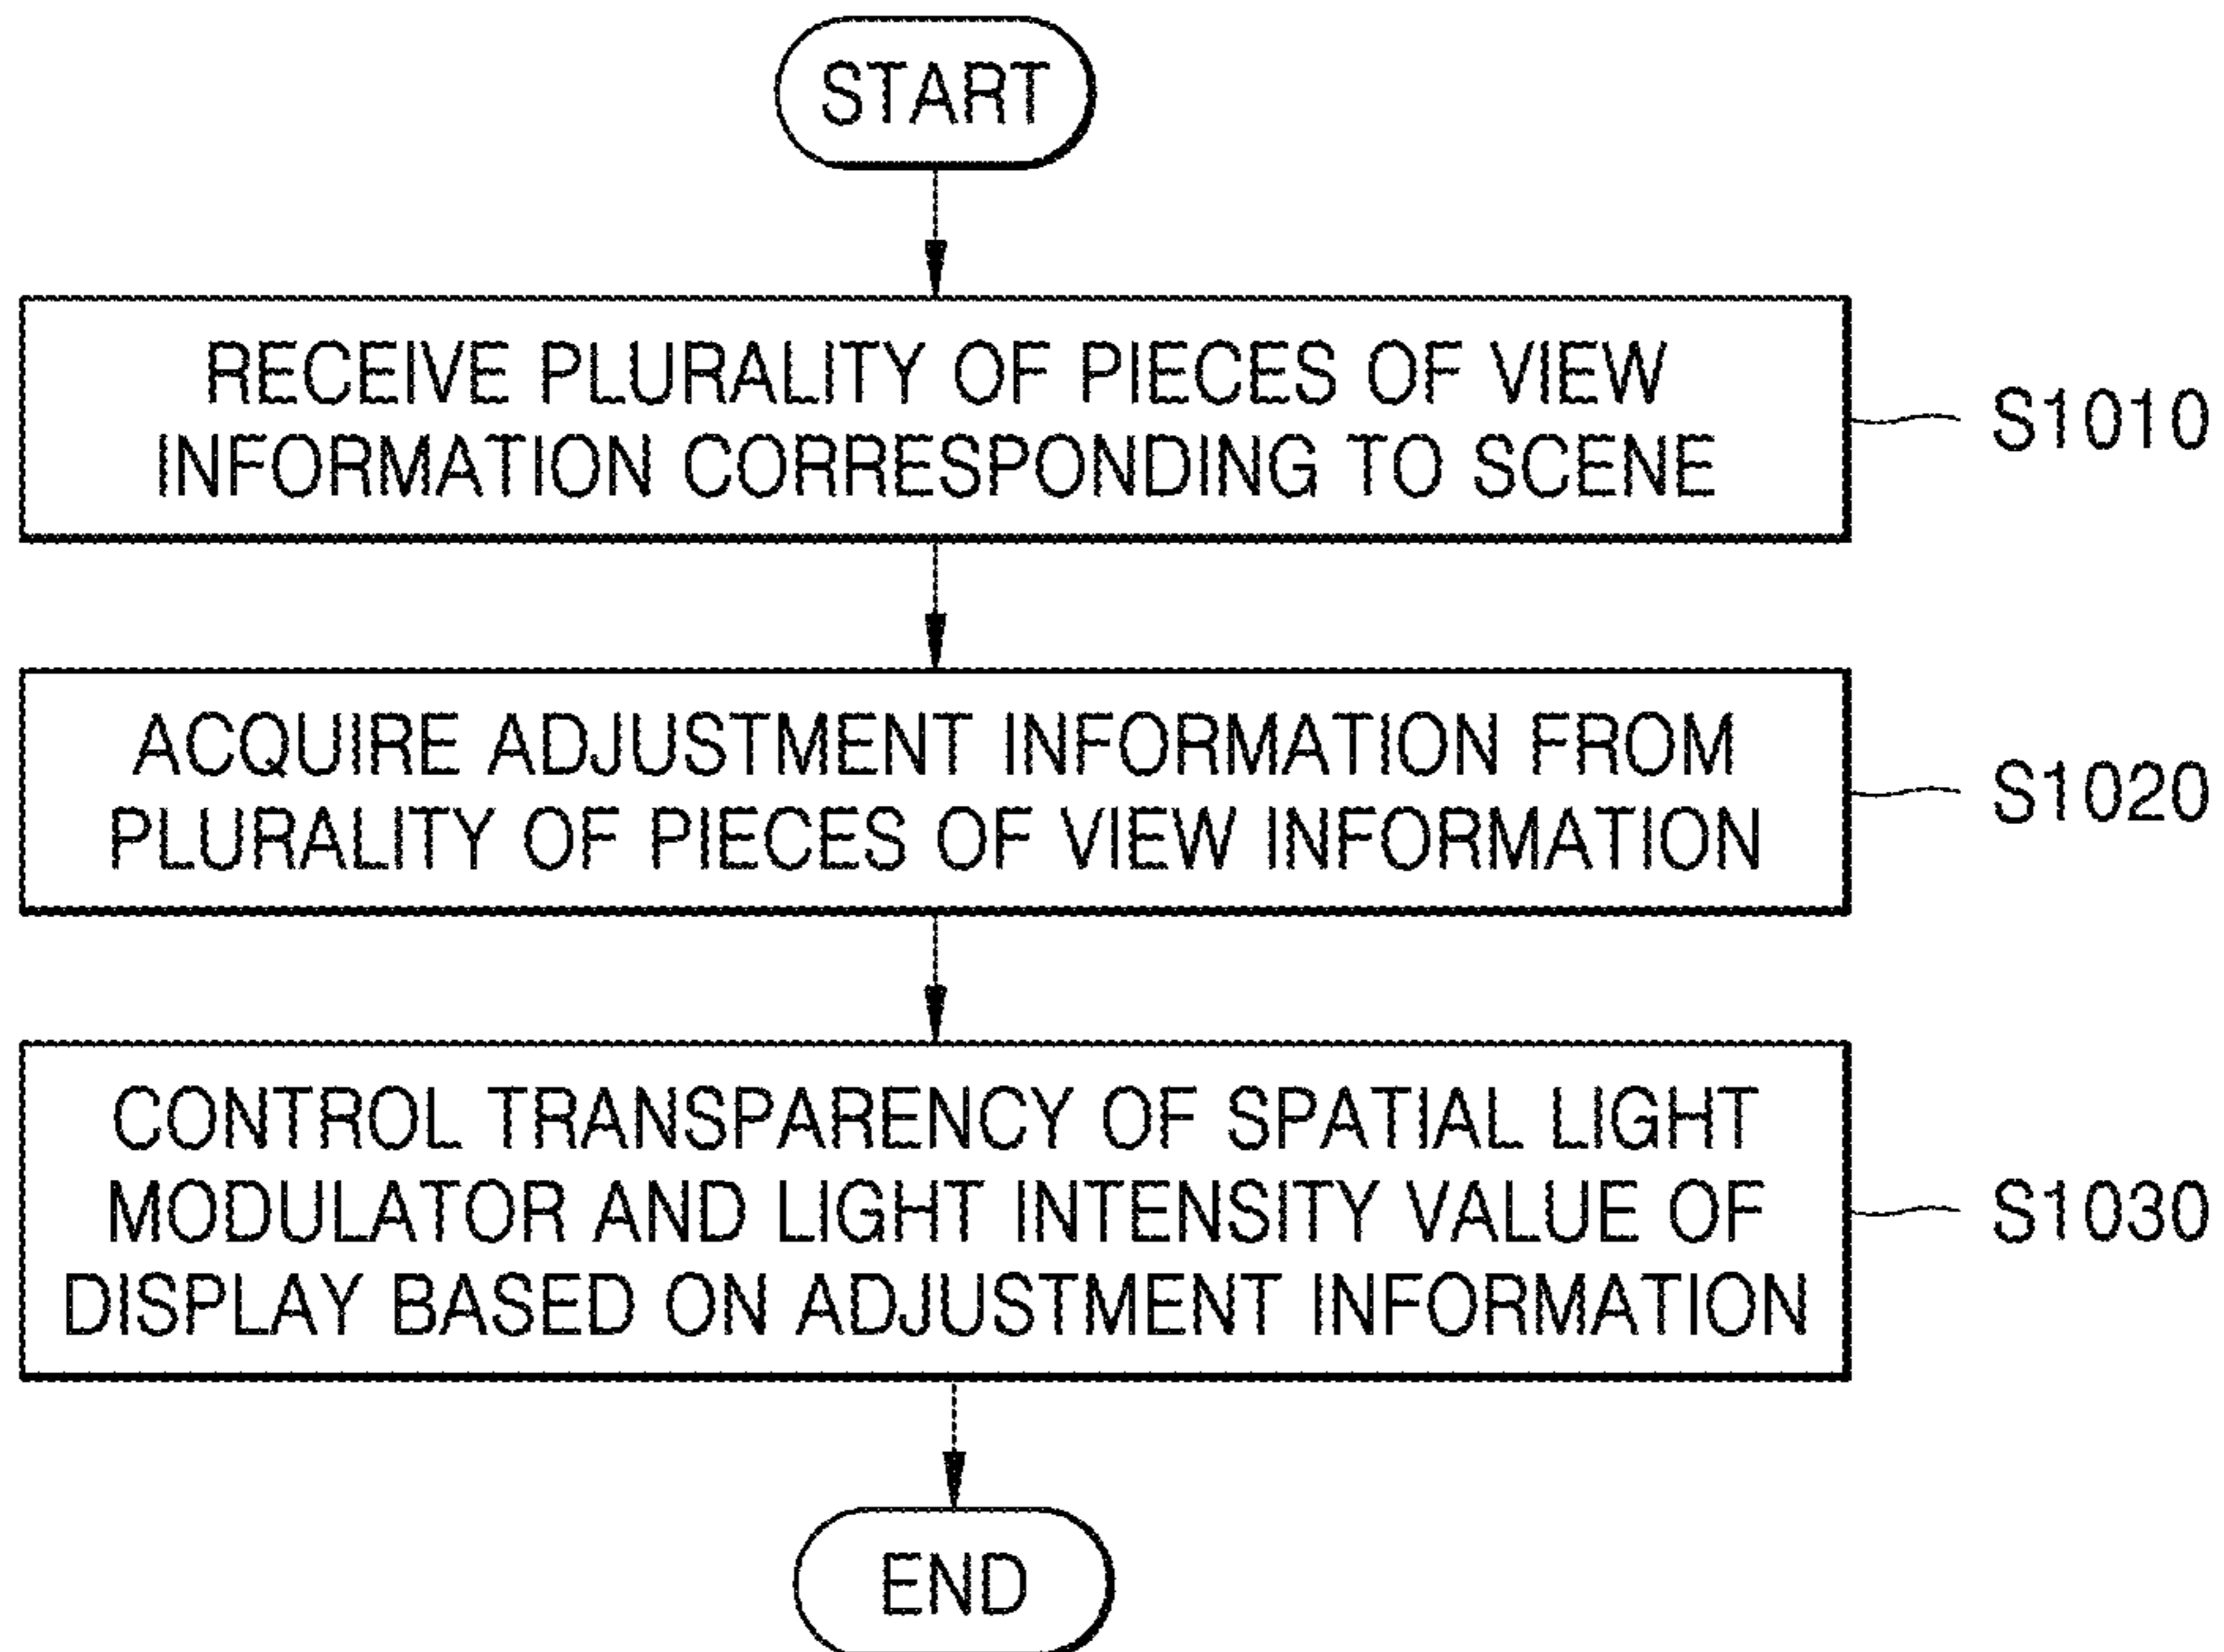 START
RECEIVE PLURALITY OF PIECES OF VIEW
INFORMATION CORRESPONDING TO SCENE
S1010
ACQUIRE ADJUSTMENT INFORMATION FROM
PLURALITY OF PIECES OF VIEW INFORMATION
S1020
CONTROL TRANSPARENCY OF SPATIAL LIGHT
MODULATOR AND LIGHT INTENSITY VALUE OF
DISPLAY BASED ON ADJUSTMENT INFORMATION
S1030
END